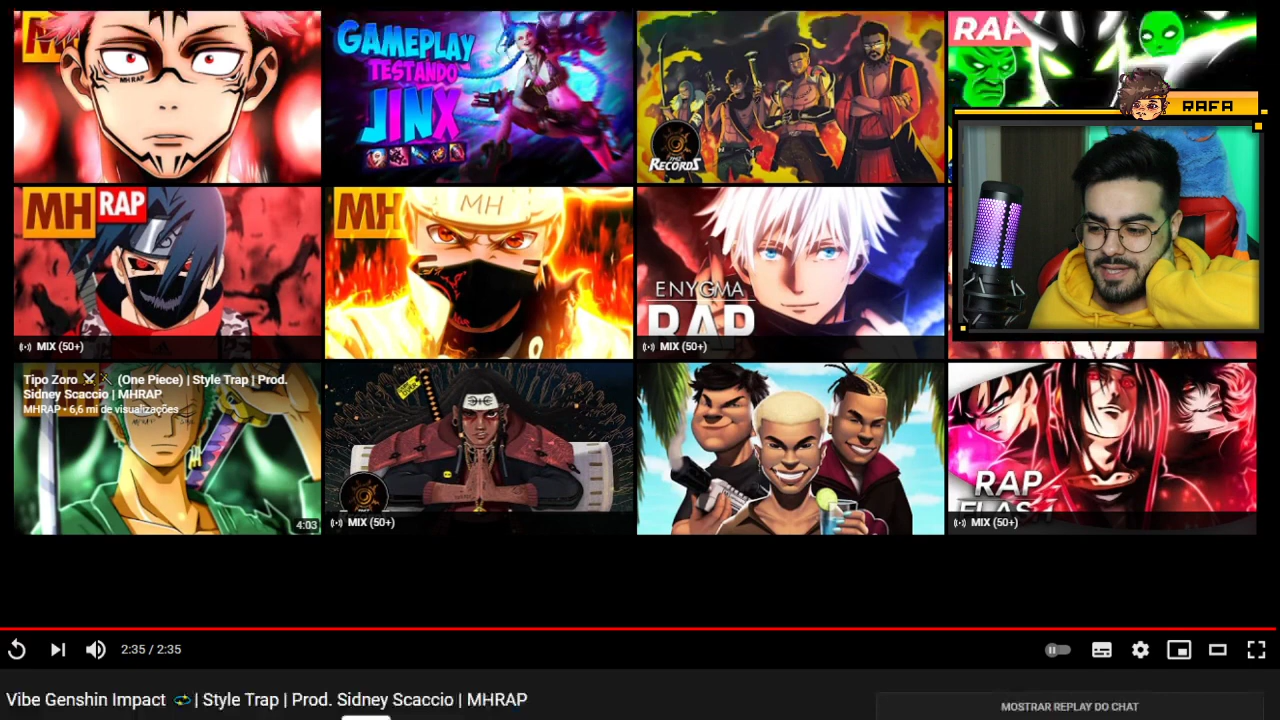 MH RAP
GAMEPLAY
TESTANDO
JINX
RECORDS
RAP
RAFA
MH RAP
MIX (50+)
MH
MH
ENYGMA
RAP
MIX (50+)
Tipo Zoro ⚔ (One Piece) | Style Trap | Prod.
Sidney Scaccio | MHRAP
MHRAP • 6,6 mi de visualizações
4:03
MIX (50+)
RAP
MIX (50+)
2:35 / 2:35
Vibe Genshin Impact 💫 | Style Trap | Prod. Sidney Scaccio | MHRAP
MOSTRAR REPLAY DO CHAT